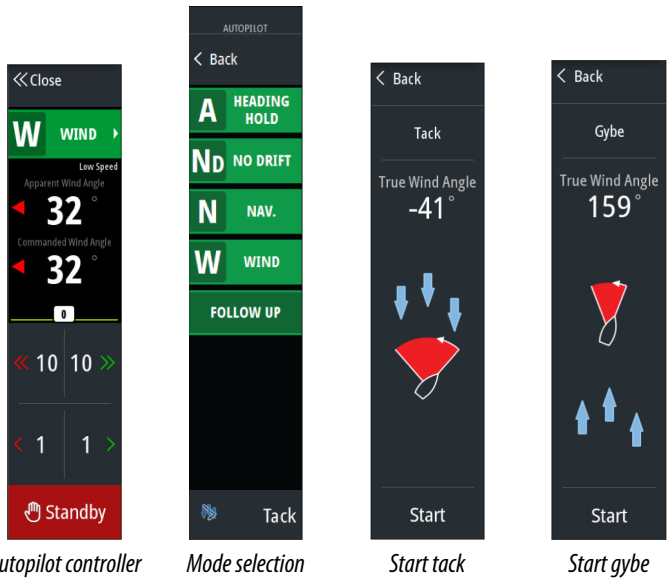 << Close
W WIND
Low Speed
Apparent Wind Angle
32°
Commanded Wind Angle
32°
0
<< 10 10 >>
< 1 1 >
Standby
utopilot controller
AUTOPILOT
< Back
A HEADING
HOLD
ND NO DRIFT
N NAV.
W WIND
FOLLOW UP
Tack
Mode selection
< Back
Tack
True Wind Angle
-41°
Start
Start tack
< Back
Gybe
True Wind Angle
159°
Start
Start gybe